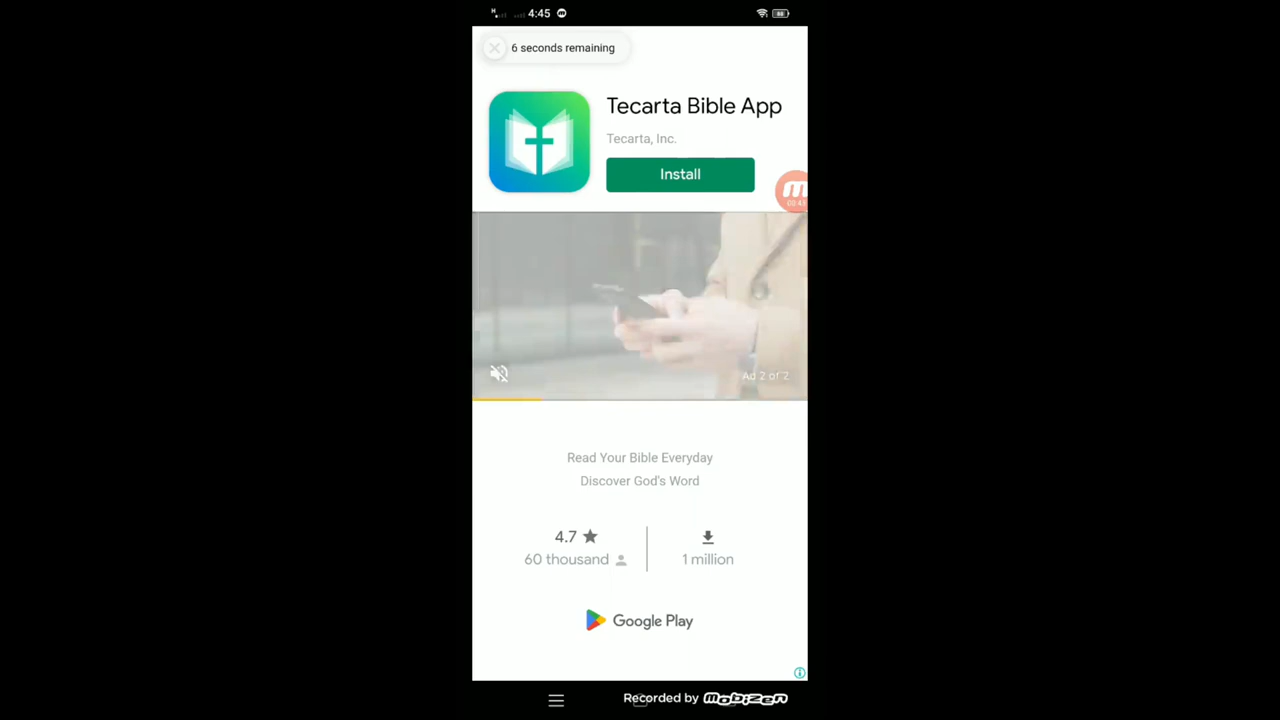 4:45
6 seconds remaining
Tecarta Bible App
Tecarta, Inc.
Install
Ad 2 of 2
Read Your Bible Everyday
Discover God's Word
4.7
60 thousand
1 million
Google Play
Recorded by mobizen